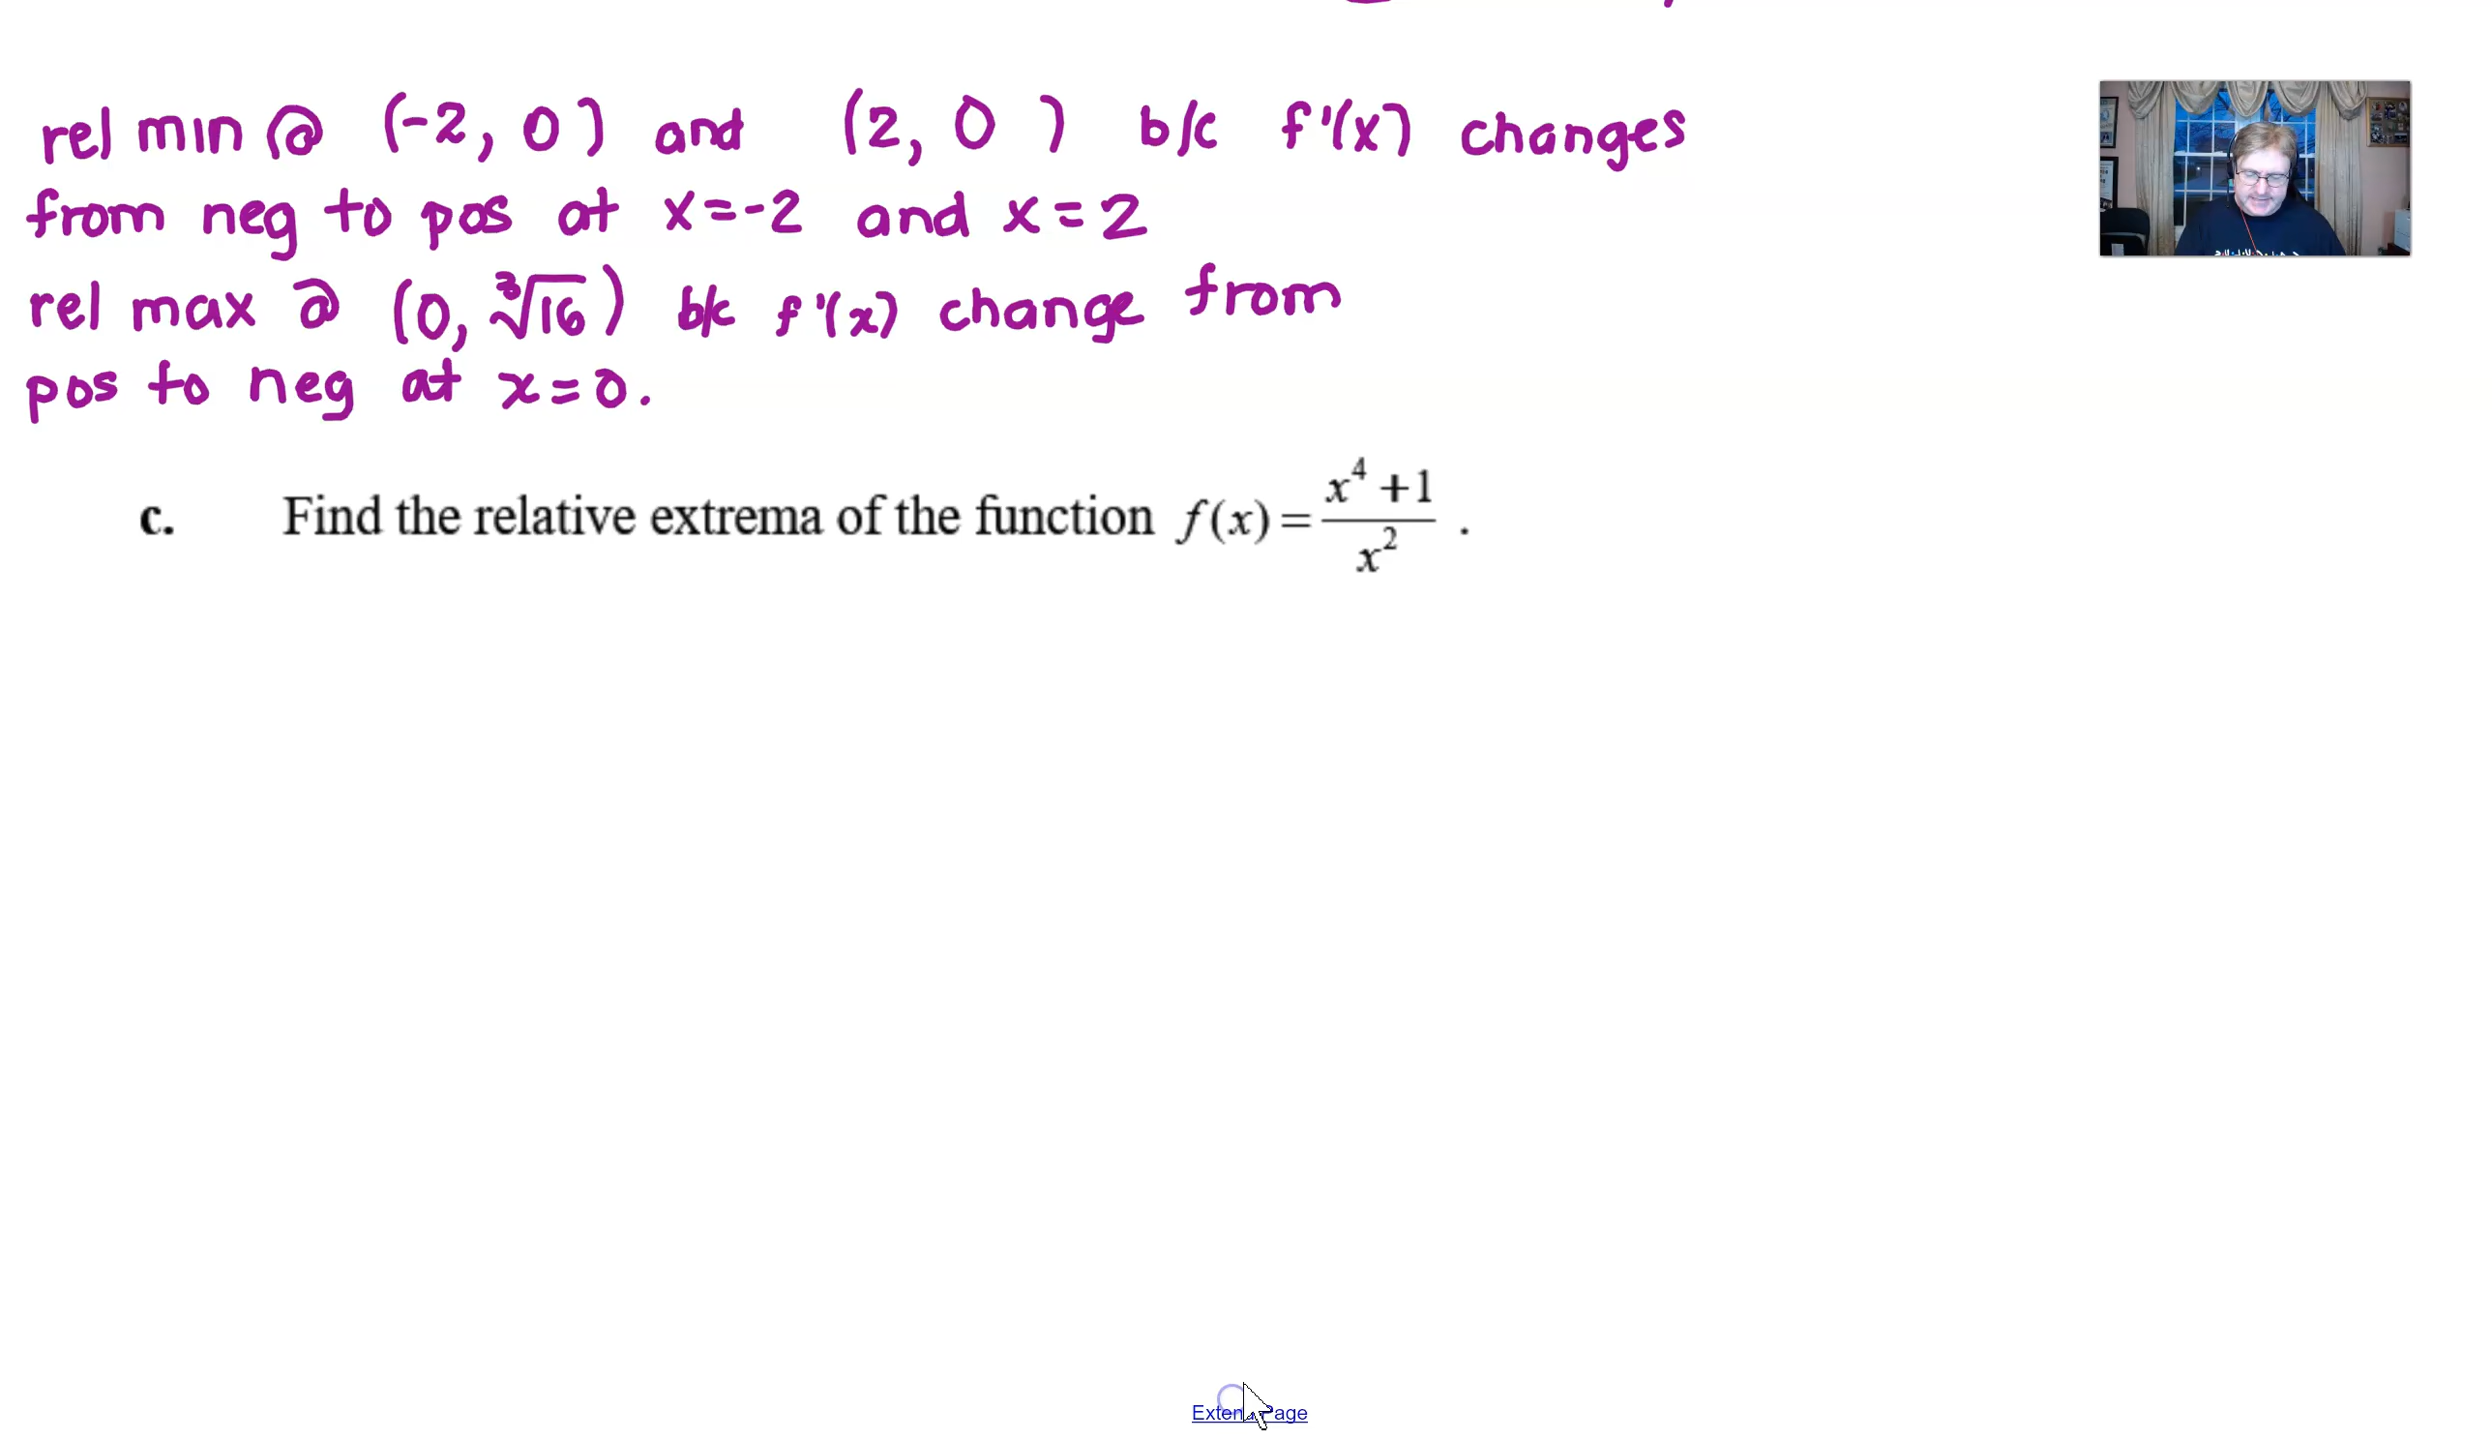 rel min @ (-2, 0) and (2, 0) b/c f'(x) changes
from neg to pos at x=-2 and x=2
rel max @ (0, ∛16) b/c f'(x) change from
pos to neg at x=0.
c. Find the relative extrema of the function f(x) = (x⁴+1)/x² .